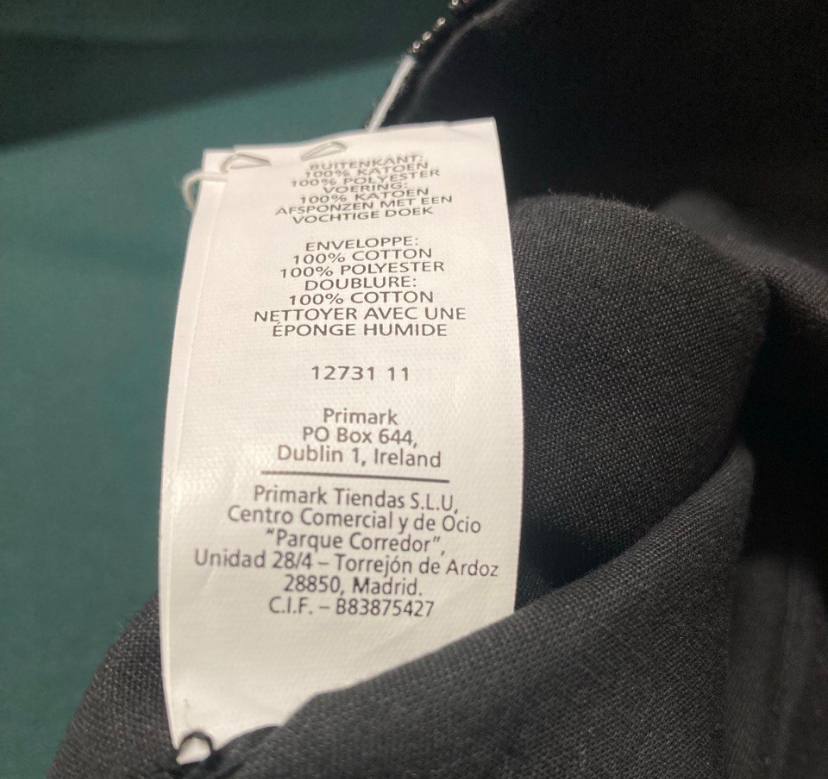 BUITENKANT:
100% KATOEN
100% POLYESTER
VOERING:
100% KATOEN
AFSPONZEN MET EEN
VOCHTIGE DOEK
ENVELOPPE:
100% COTTON
100% POLYESTER
DOUBLURE:
100% COTTON
NETTOYER AVEC UNE
ÉPONGE HUMIDE
12731 11
Primark
PO Box 644,
Dublin 1, Ireland
Primark Tiendas S.L.U,
Centro Comercial y de Ocio
"Parque Corredor",
Unidad 28/4 – Torrejón de Ardoz
28850, Madrid.
C.I.F. – B83875427